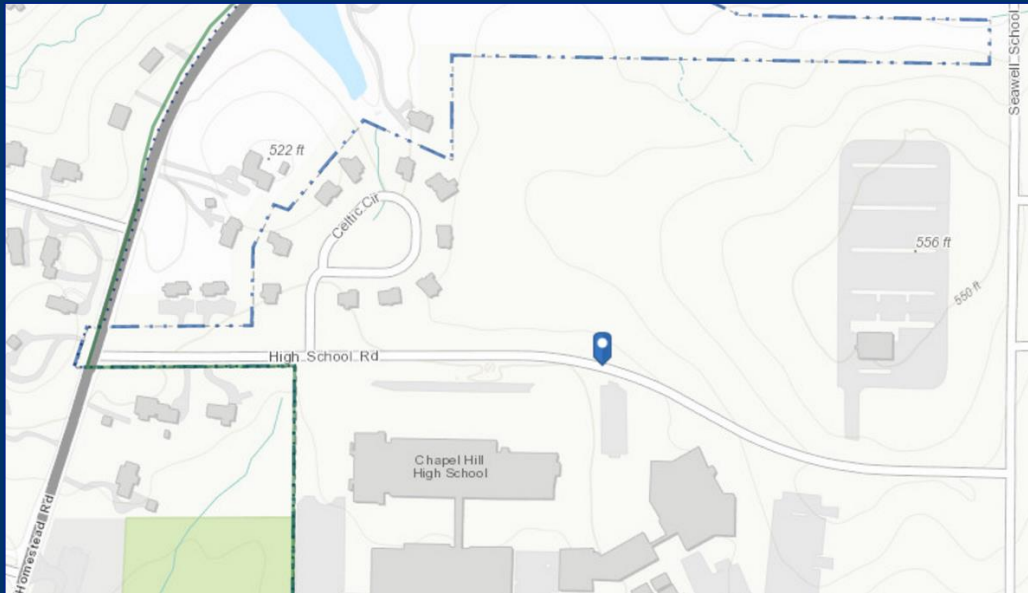 Seawell School
522 ft
Celtic Cir
556 ft
550 ft
High School Rd
Chapel Hill
High School
Homestead Rd